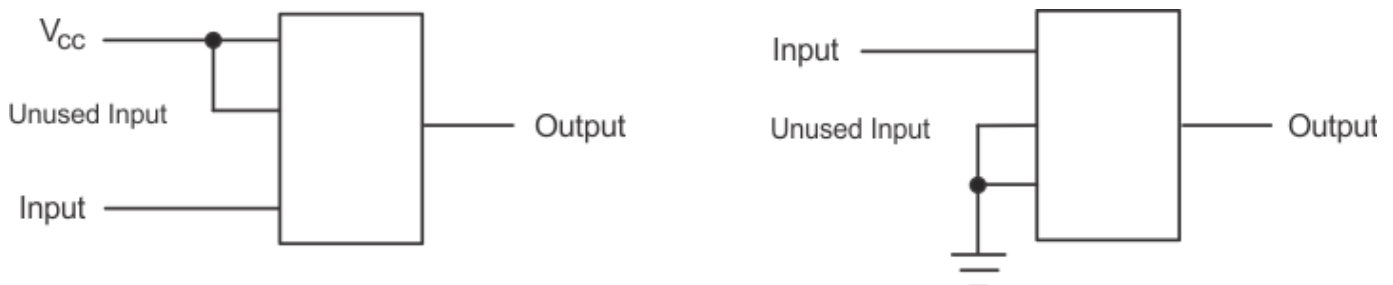 VCC
Unused Input
Output
Input
Input
Unused Input
Output